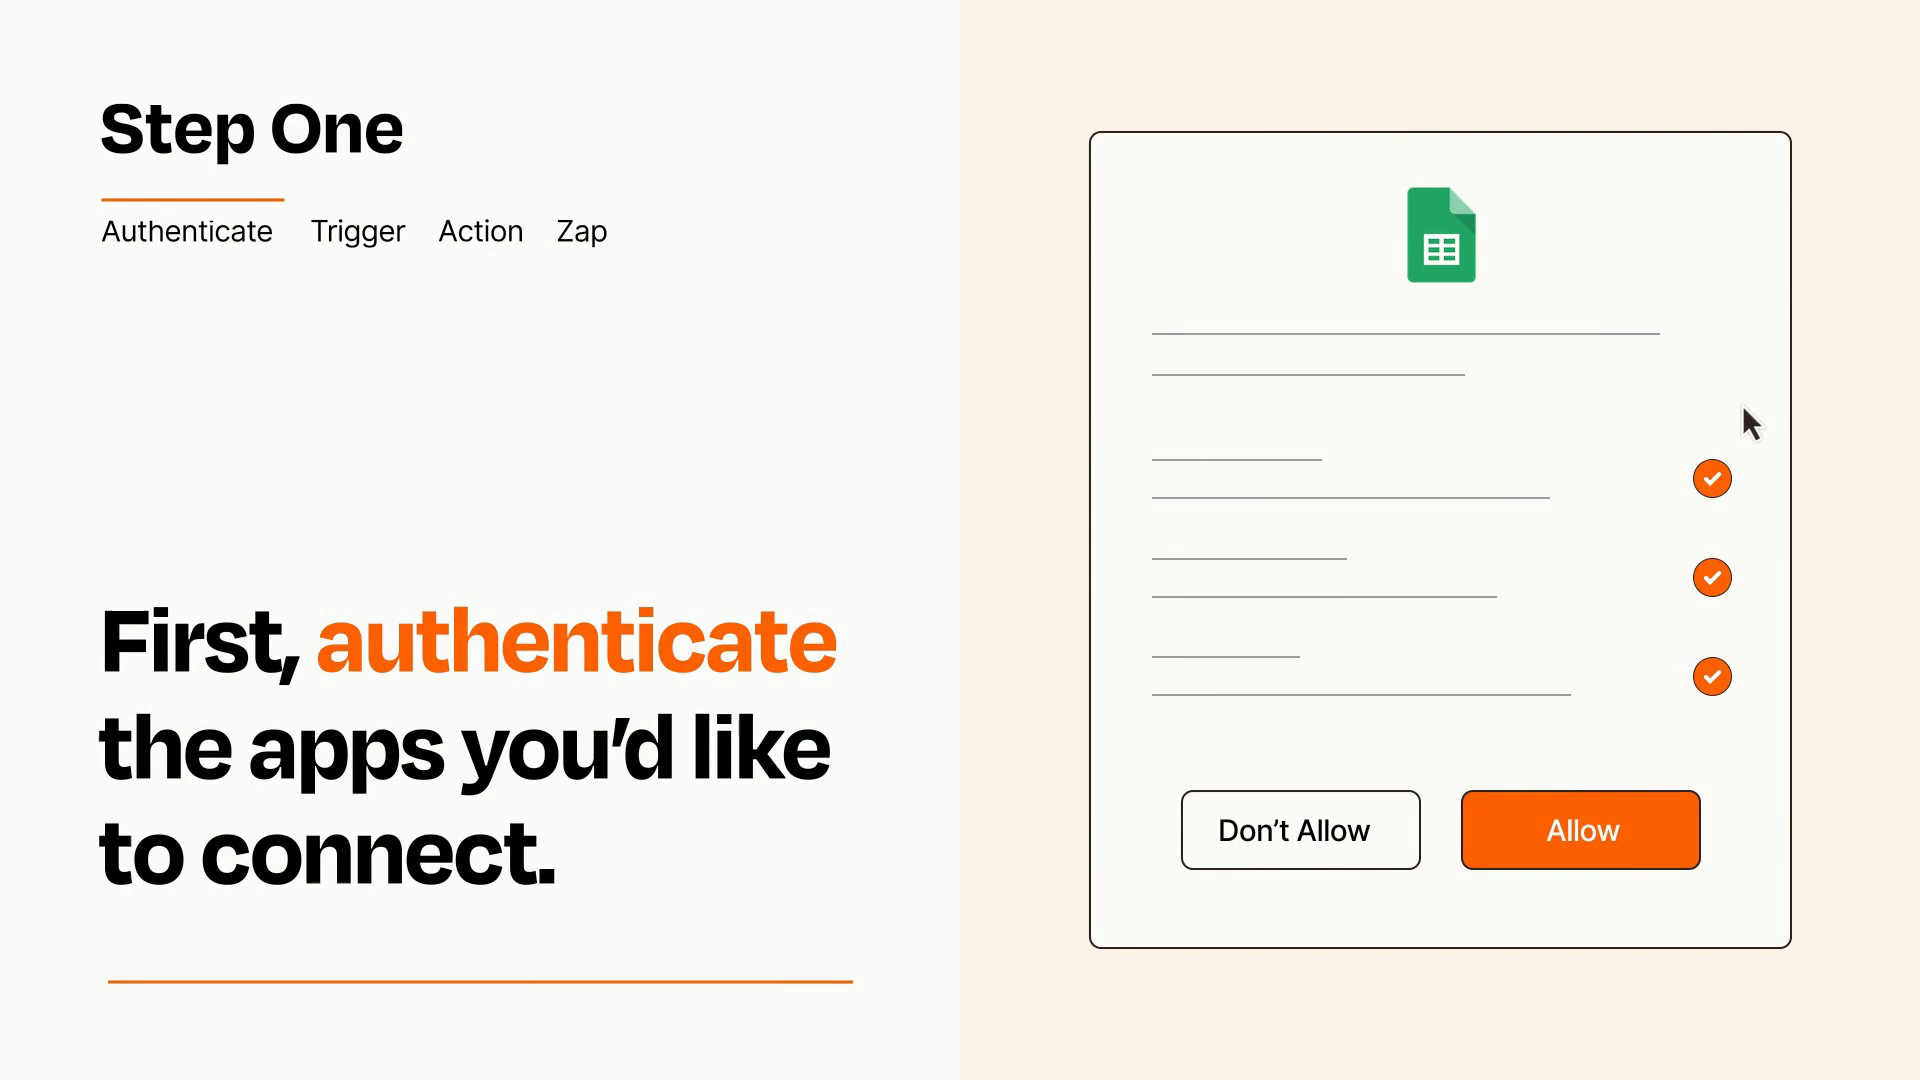 Step One
Authenticate Trigger Action Zap
First, authenticate
the apps you’d like
to connect.
Don’t Allow
Allow